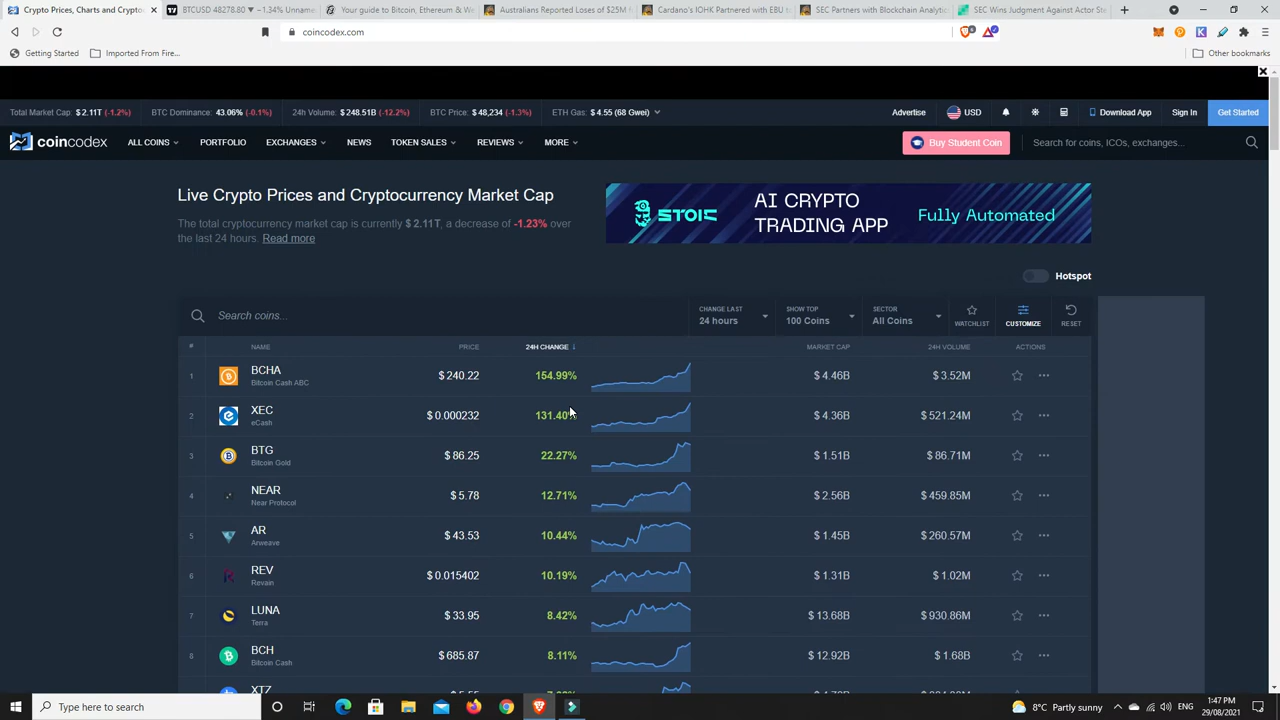 Crypto Prices, Charts and Cryptoc
BTCUSD 48278.80 ▼ −1.34% Unname
Your guide to Bitcoin, Ethereum & We
Australians Reported Loses of $25M f
Cardano's IOHK Partnered with EBU t
SEC Partners with Blockchain Analytic
SEC Wins Judgment Against Actor Ste
coincodex.com
Getting Started
Imported From Fire...
Other bookmarks
Total Market Cap: $ 2.11T (-1.2%)
BTC Dominance: 43.06% (-0.1%)
24h Volume: $ 248.51B (-12.2%)
BTC Price: $ 48,234 (-1.3%)
ETH Gas: $ 4.55 (68 Gwei)
Advertise
USD
Download App
Sign In
Get Started
coincodex
ALL COINS
PORTFOLIO
EXCHANGES
NEWS
TOKEN SALES
REVIEWS
MORE
Buy Student Coin
Search for coins, ICOs, exchanges...
Live Crypto Prices and Cryptocurrency Market Cap
The total cryptocurrency market cap is currently $ 2.11T, a decrease of -1.23% over
the last 24 hours. Read more
STOIC
AI CRYPTO
TRADING APP
Fully Automated
Hotspot
Search coins...
CHANGE LAST
24 hours
SHOW TOP
100 Coins
SECTOR
All Coins
WATCHLIST
CUSTOMIZE
RESET
# NAME PRICE 24H CHANGE ↓ MARKET CAP 24H VOLUME ACTIONS
1 BCHA $ 240.22 154.99% $ 4.46B $ 3.52M
Bitcoin Cash ABC
2 XEC $ 0.000232 131.40% $ 4.36B $ 521.24M
eCash
3 BTG $ 86.25 22.27% $ 1.51B $ 86.71M
Bitcoin Gold
4 NEAR $ 5.78 12.71% $ 2.56B $ 459.85M
Near Protocol
5 AR $ 43.53 10.44% $ 1.45B $ 260.57M
Arweave
6 REV $ 0.015402 10.19% $ 1.31B $ 1.02M
Revain
7 LUNA $ 33.95 8.42% $ 13.68B $ 930.86M
Terra
8 BCH $ 685.87 8.11% $ 12.92B $ 1.68B
Bitcoin Cash
XTZ
Type here to search
8°C Partly sunny
1:47 PM
29/08/2021